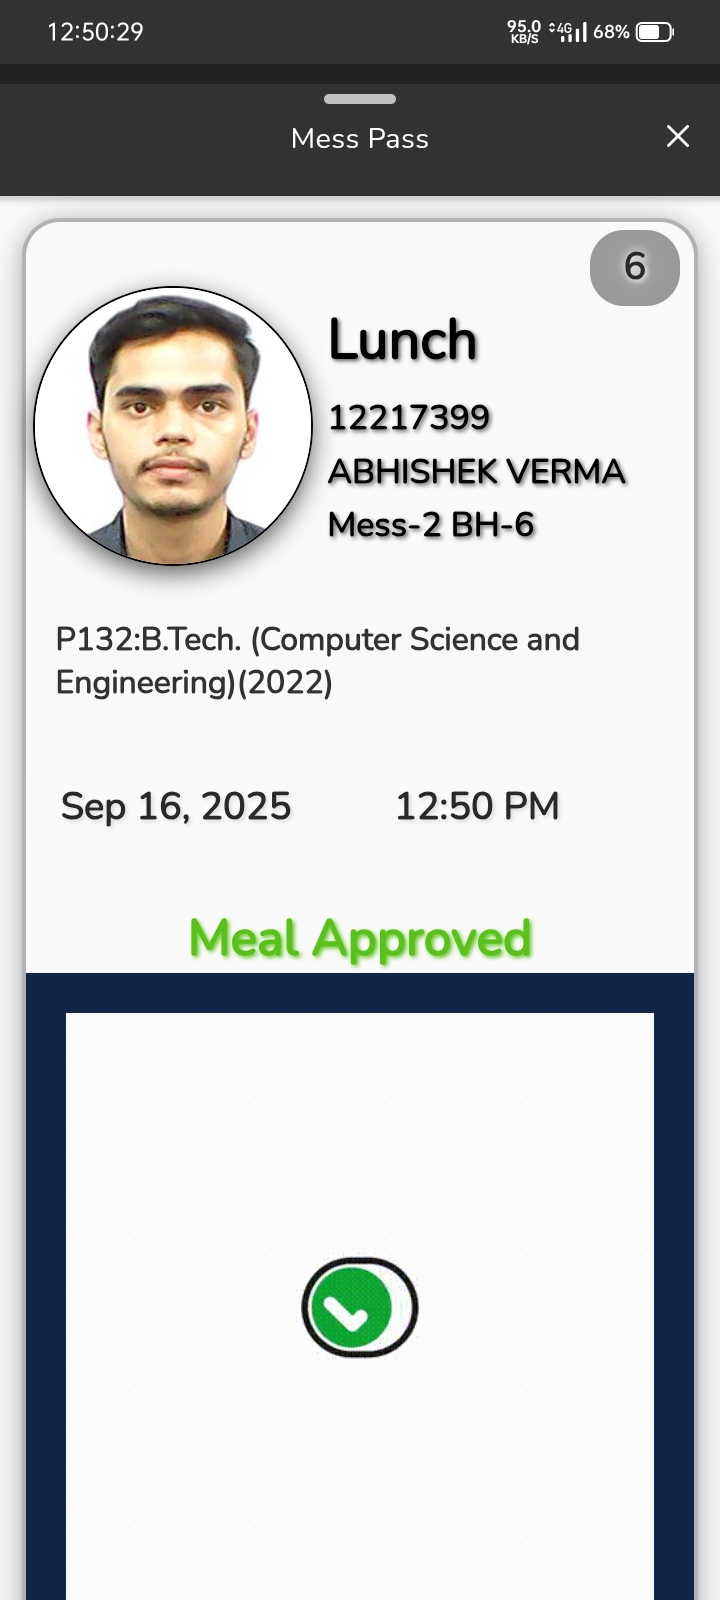 12:50:29 95.0 KB/S 4G 68%
Mess Pass
6
Lunch
12217399
ABHISHEK VERMA
Mess-2 BH-6
P132:B.Tech. (Computer Science and
Engineering)(2022)
Sep 16, 2025 12:50 PM
Meal Approved